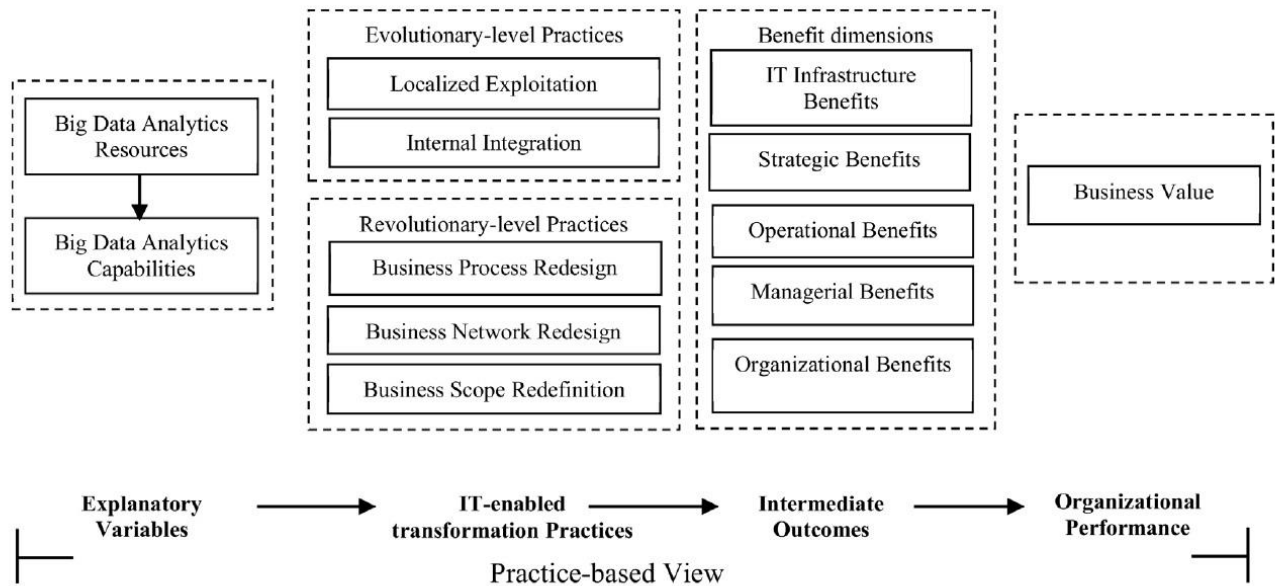 Big Data Analytics
Resources
Big Data Analytics
Capabilities
Evolutionary-level Practices
Localized Exploitation
Internal Integration
Revolutionary-level Practices
Business Process Redesign
Business Network Redesign
Business Scope Redefinition
Benefit dimensions
IT Infrastructure
Benefits
Strategic Benefits
Operational Benefits
Managerial Benefits
Organizational Benefits
Business Value
Explanatory
Variables
IT-enabled
transformation Practices
Intermediate
Outcomes
Organizational
Performance
Practice-based View